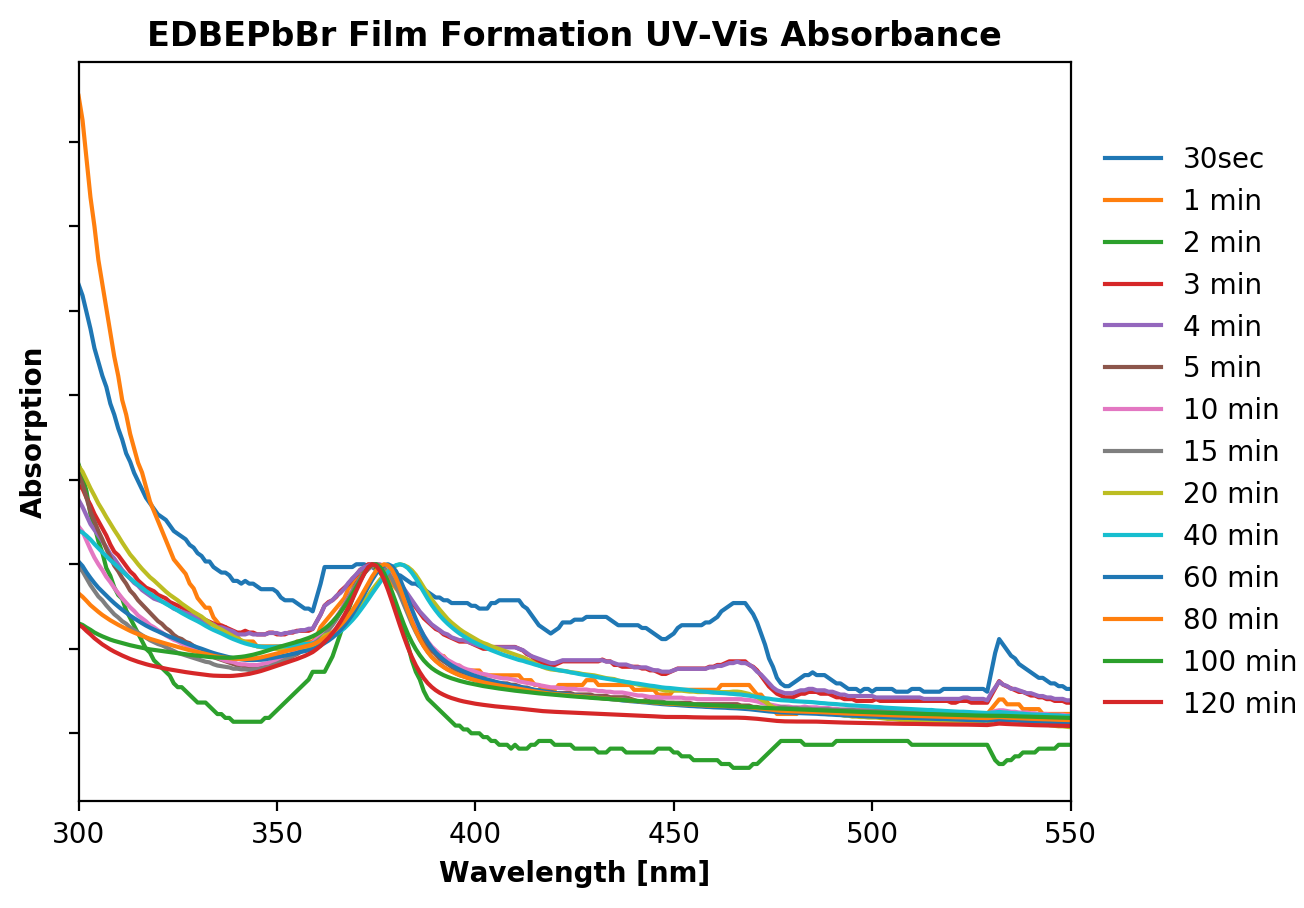 EDBEPbBr Film Formation UV-Vis Absorbance
Absorption
300 350 400 450 500 550
Wavelength [nm]
30sec
1 min
2 min
3 min
4 min
5 min
10 min
15 min
20 min
40 min
60 min
80 min
100 min
120 min